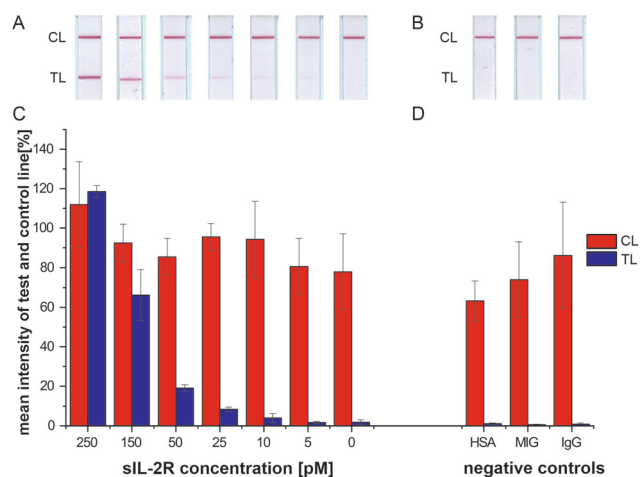 A
B
CL
CL
TL
TL
C
D
mean intensity of test and control line[%]
140
120
100
80
60
40
20
0
CL
TL
250 150 50 25 10 5 0
HSA MIG IgG
sIL-2R concentration [pM]
negative controls